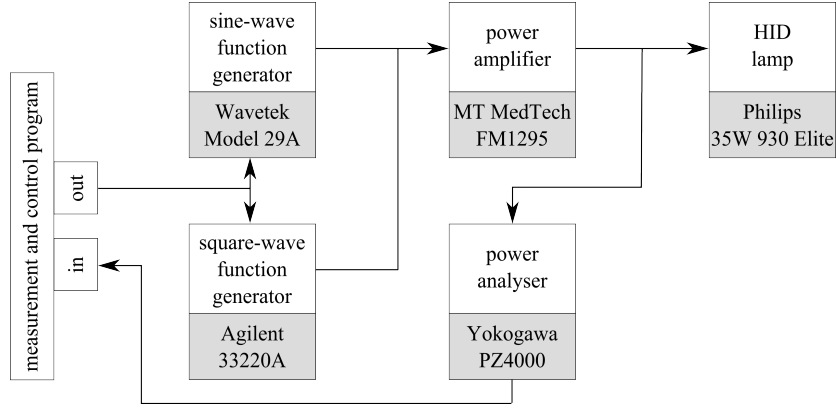 measurement and control program
out
in
sine-wave
function
generator
Wavetek
Model 29A
square-wave
function
generator
Agilent
33220A
power
amplifier
MT MedTech
FM1295
power
analyser
Yokogawa
PZ4000
HID
lamp
Philips
35W 930 Elite